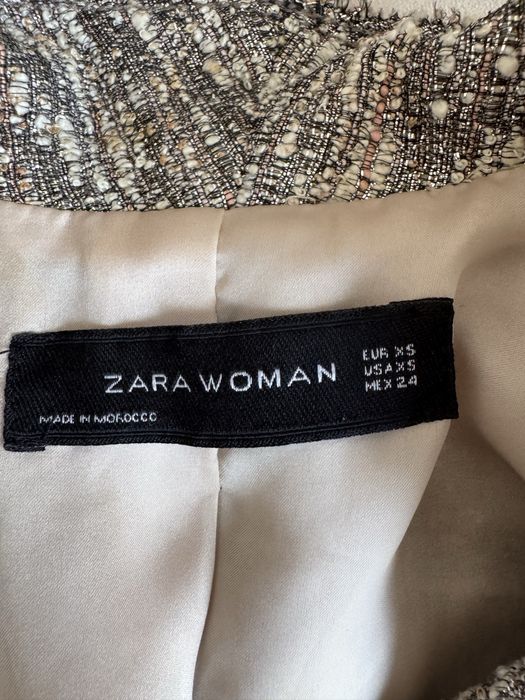 ZARA WOMAN
EUR XS
USA XS
MEX 24
MADE IN MOROCCO